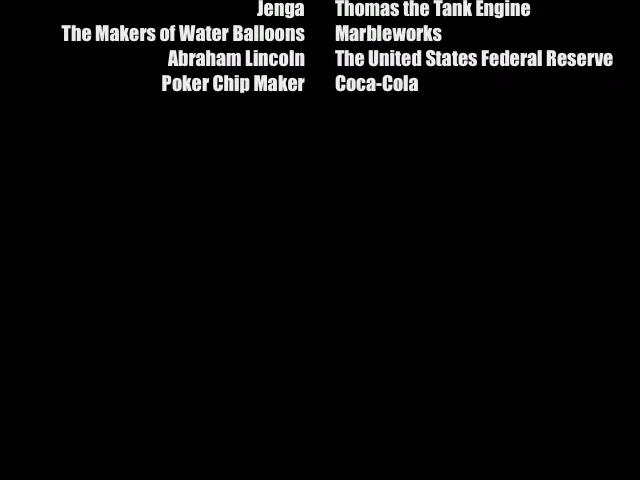 Jenga Thomas the Tank Engine
The Makers of Water Balloons Marbleworks
Abraham Lincoln The United States Federal Reserve
Poker Chip Maker Coca-Cola